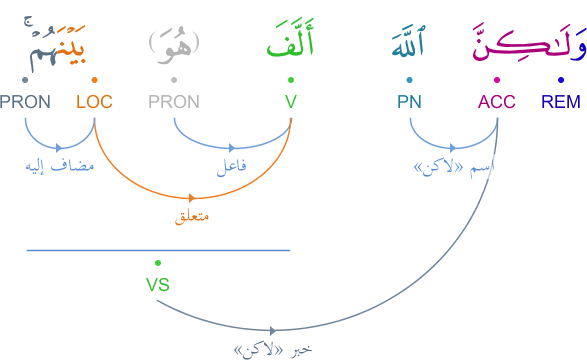 وَلَـٰكِنَّ ٱللَّهَ أَلَّفَ (هُوَ) بَيْنَهُمْ ۚ
REM ACC PN V PRON LOC PRON
اسم «لاكن» فاعل مضاف إليه
متعلق
VS
خبر «لاكن»